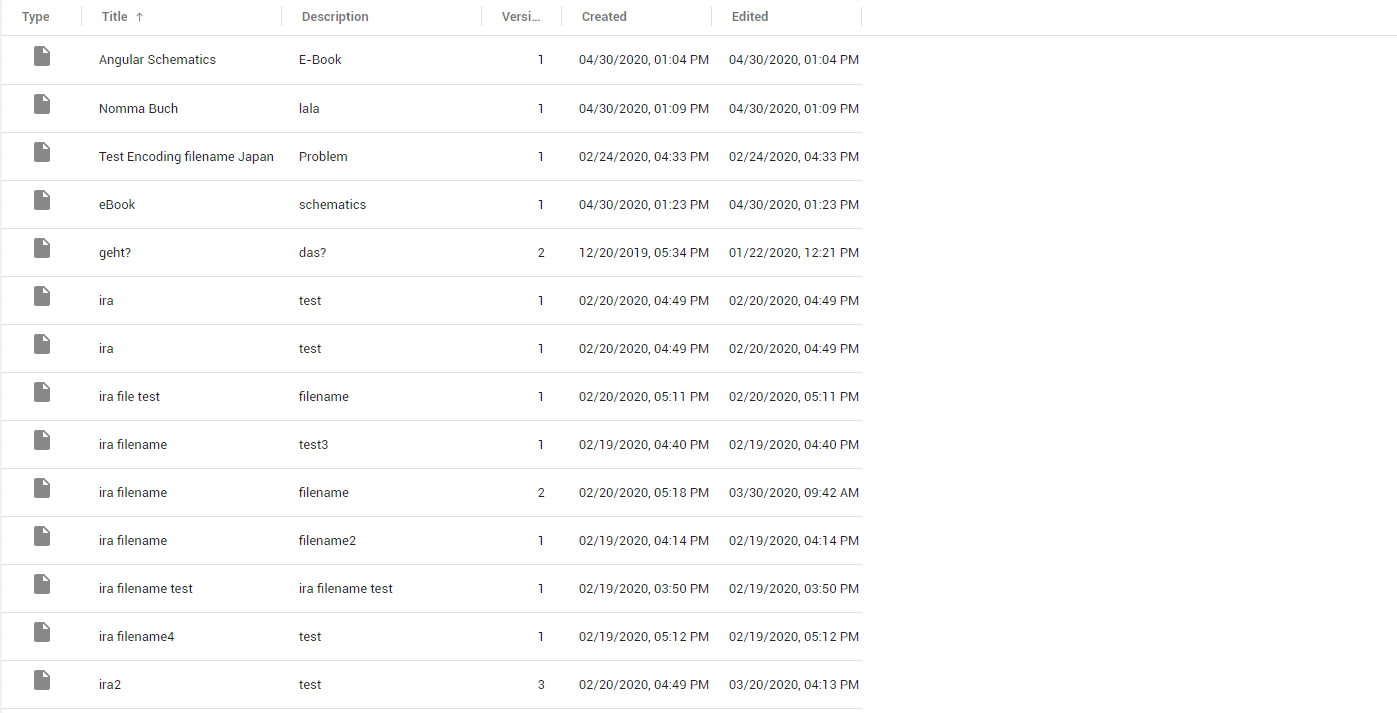 Type Title ↑ Description Versi... Created Edited
Angular Schematics E-Book 1 04/30/2020, 01:04 PM 04/30/2020, 01:04 PM
Nomma Buch lala 1 04/30/2020, 01:09 PM 04/30/2020, 01:09 PM
Test Encoding filename Japan Problem 1 02/24/2020, 04:33 PM 02/24/2020, 04:33 PM
eBook schematics 1 04/30/2020, 01:23 PM 04/30/2020, 01:23 PM
geht? das? 2 12/20/2019, 05:34 PM 01/22/2020, 12:21 PM
ira test 1 02/20/2020, 04:49 PM 02/20/2020, 04:49 PM
ira test 1 02/20/2020, 04:49 PM 02/20/2020, 04:49 PM
ira file test filename 1 02/20/2020, 05:11 PM 02/20/2020, 05:11 PM
ira filename test3 1 02/19/2020, 04:40 PM 02/19/2020, 04:40 PM
ira filename filename 2 02/20/2020, 05:18 PM 03/30/2020, 09:42 AM
ira filename filename2 1 02/19/2020, 04:14 PM 02/19/2020, 04:14 PM
ira filename test ira filename test 1 02/19/2020, 03:50 PM 02/19/2020, 03:50 PM
ira filename4 test 1 02/19/2020, 05:12 PM 02/19/2020, 05:12 PM
ira2 test 3 02/20/2020, 04:49 PM 03/20/2020, 04:13 PM